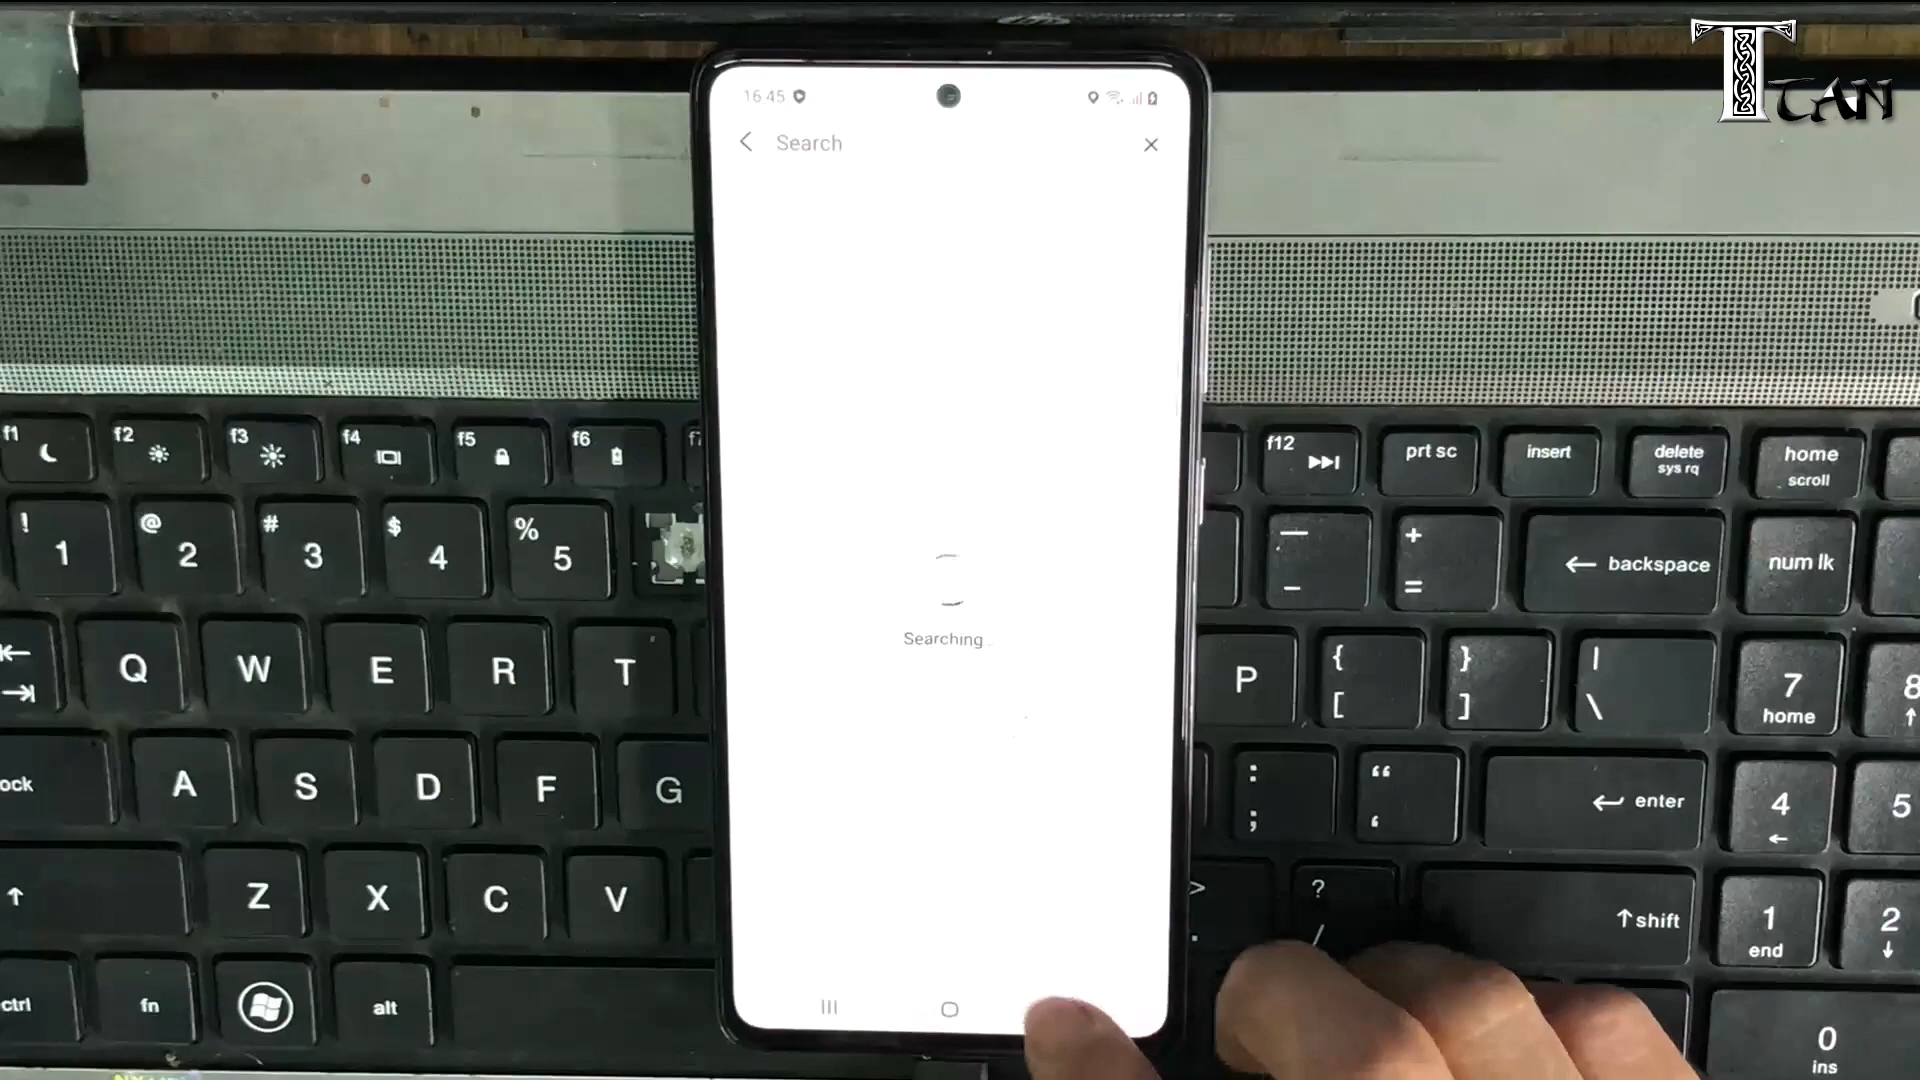 TTAN
16:45
Search
Searching
f1
f2
f3
f4
f5
f6
f12
prt sc
insert
delete
sys rq
home
scroll
! 1
@ 2
# 3
$ 4
% 5
— -
+ =
← backspace
num lk
Q
W
E
R
T
P
{ [
} ]
| \
7
home
8
A
S
D
F
G
: ;
“ ‘
enter
4
5
Z
X
C
V
>
.
? /
↑shift
1
end
2
ctrl
fn
alt
0
ins